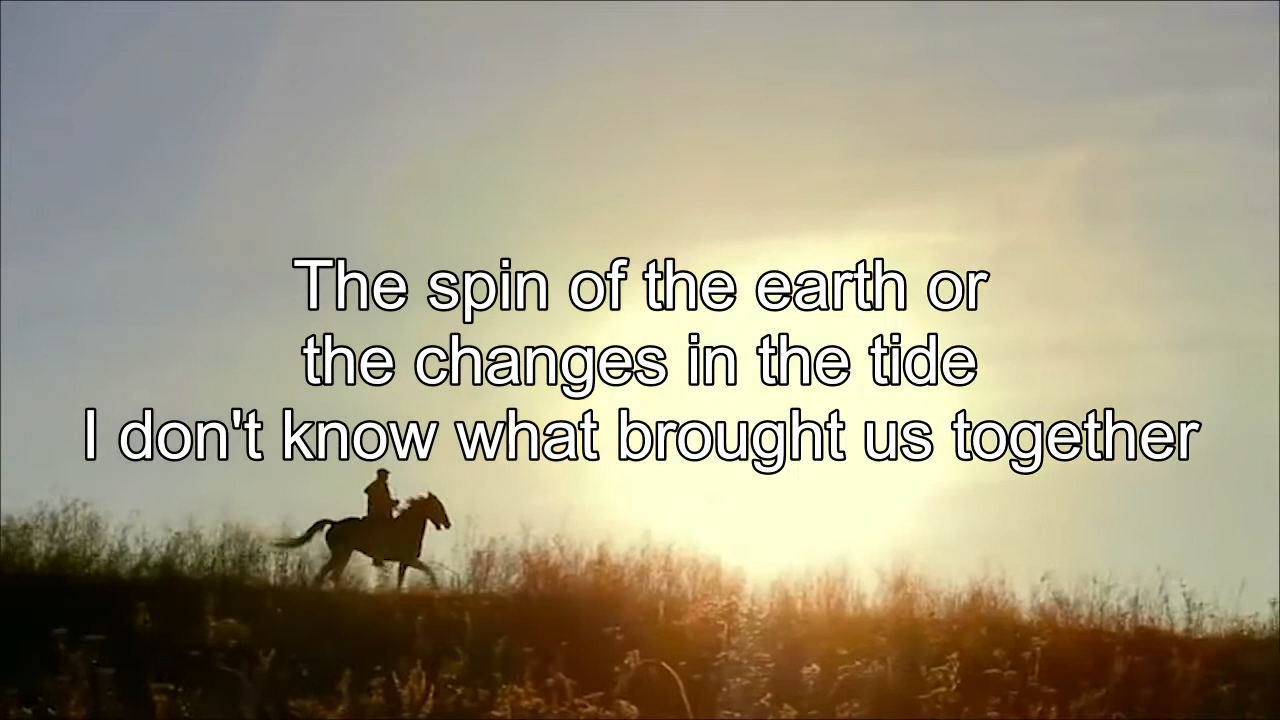 The spin of the earth or
the changes in the tide
I don't know what brought us together